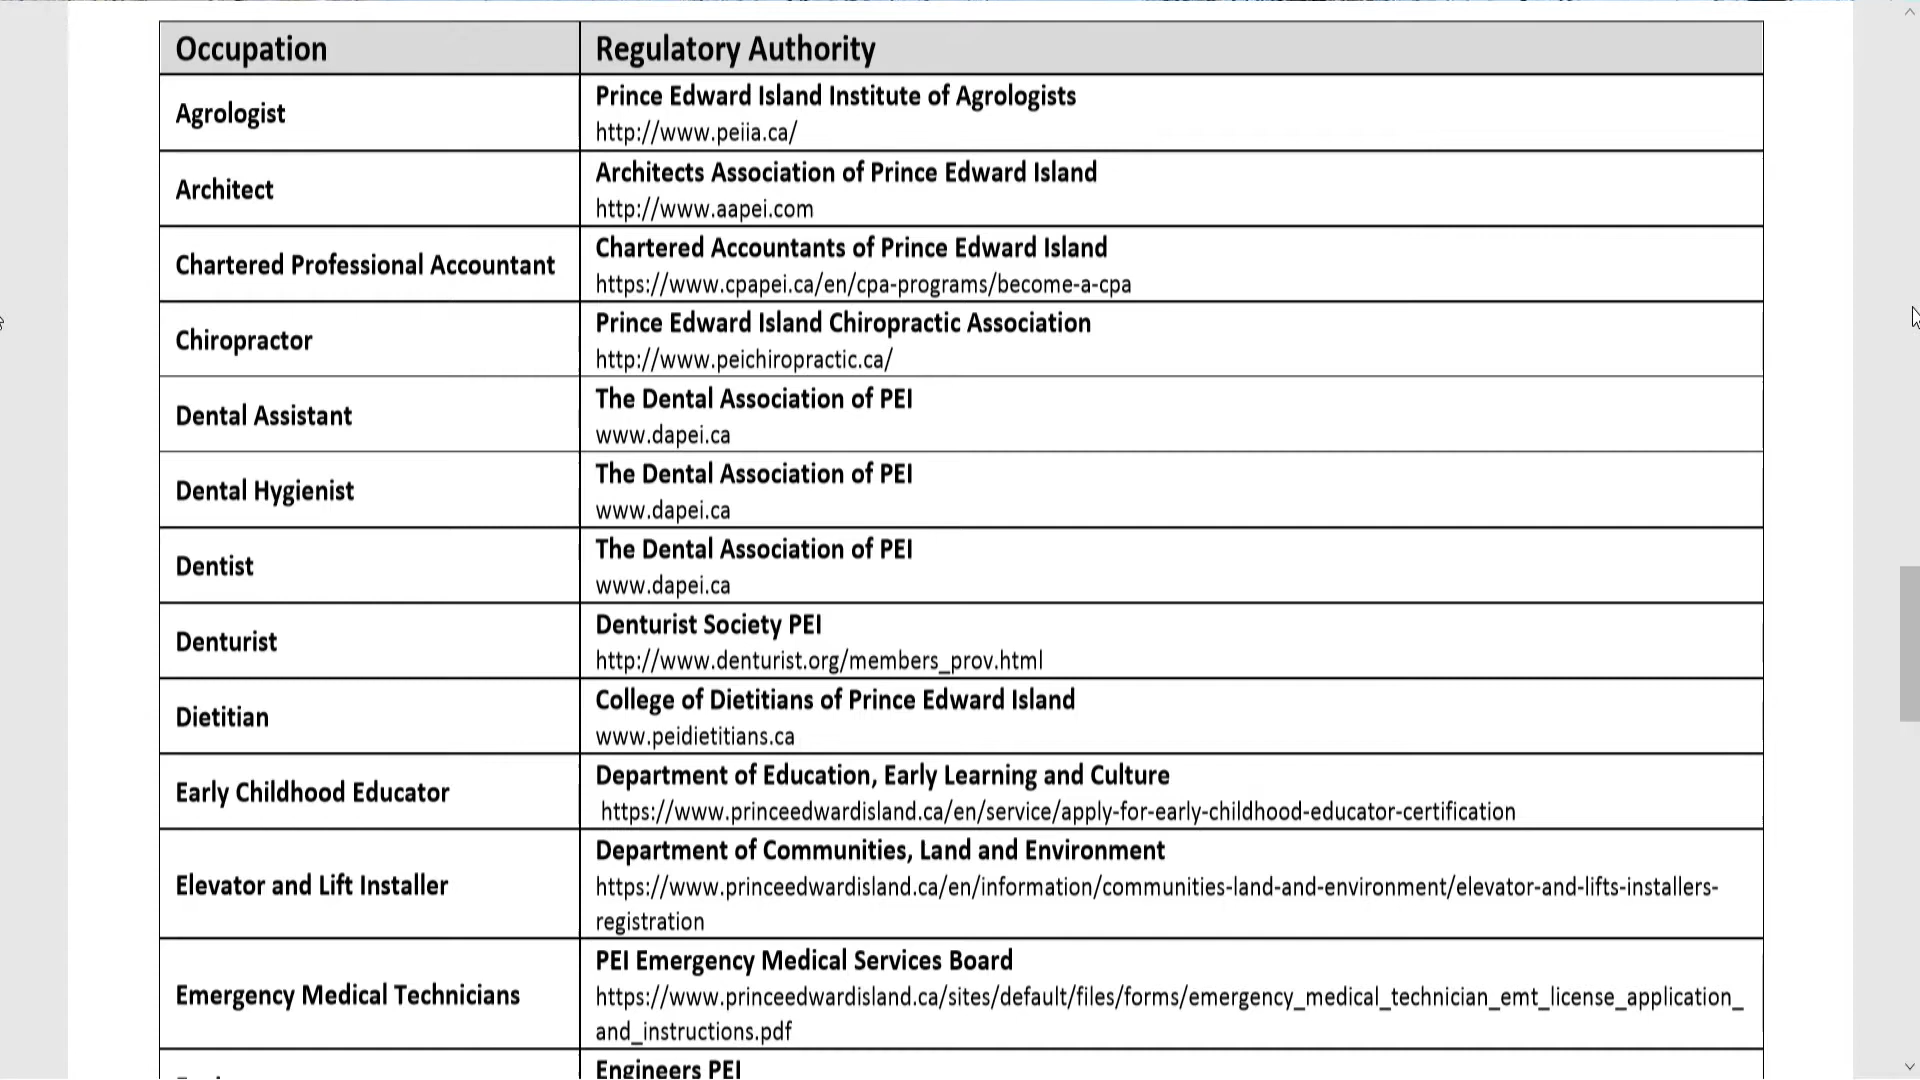 Occupation
Regulatory Authority
Agrologist
Prince Edward Island Institute of Agrologists
http://www.peiia.ca/
Architect
Architects Association of Prince Edward Island
http://www.aapei.com
Chartered Professional Accountant
Chartered Accountants of Prince Edward Island
https://www.cpapei.ca/en/cpa-programs/become-a-cpa
Chiropractor
Prince Edward Island Chiropractic Association
http://www.peichiropractic.ca/
Dental Assistant
The Dental Association of PEI
www.dapei.ca
Dental Hygienist
The Dental Association of PEI
www.dapei.ca
Dentist
The Dental Association of PEI
www.dapei.ca
Denturist
Denturist Society PEI
http://www.denturist.org/members_prov.html
Dietitian
College of Dietitians of Prince Edward Island
www.peidietitians.ca
Early Childhood Educator
Department of Education, Early Learning and Culture
https://www.princeedwardisland.ca/en/service/apply-for-early-childhood-educator-certification
Elevator and Lift Installer
Department of Communities, Land and Environment
https://www.princeedwardisland.ca/en/information/communities-land-and-environment/elevator-and-lifts-installers-
registration
Emergency Medical Technicians
PEI Emergency Medical Services Board
https://www.princeedwardisland.ca/sites/default/files/forms/emergency_medical_technician_emt_license_application_
and_instructions.pdf
Engineers PEI